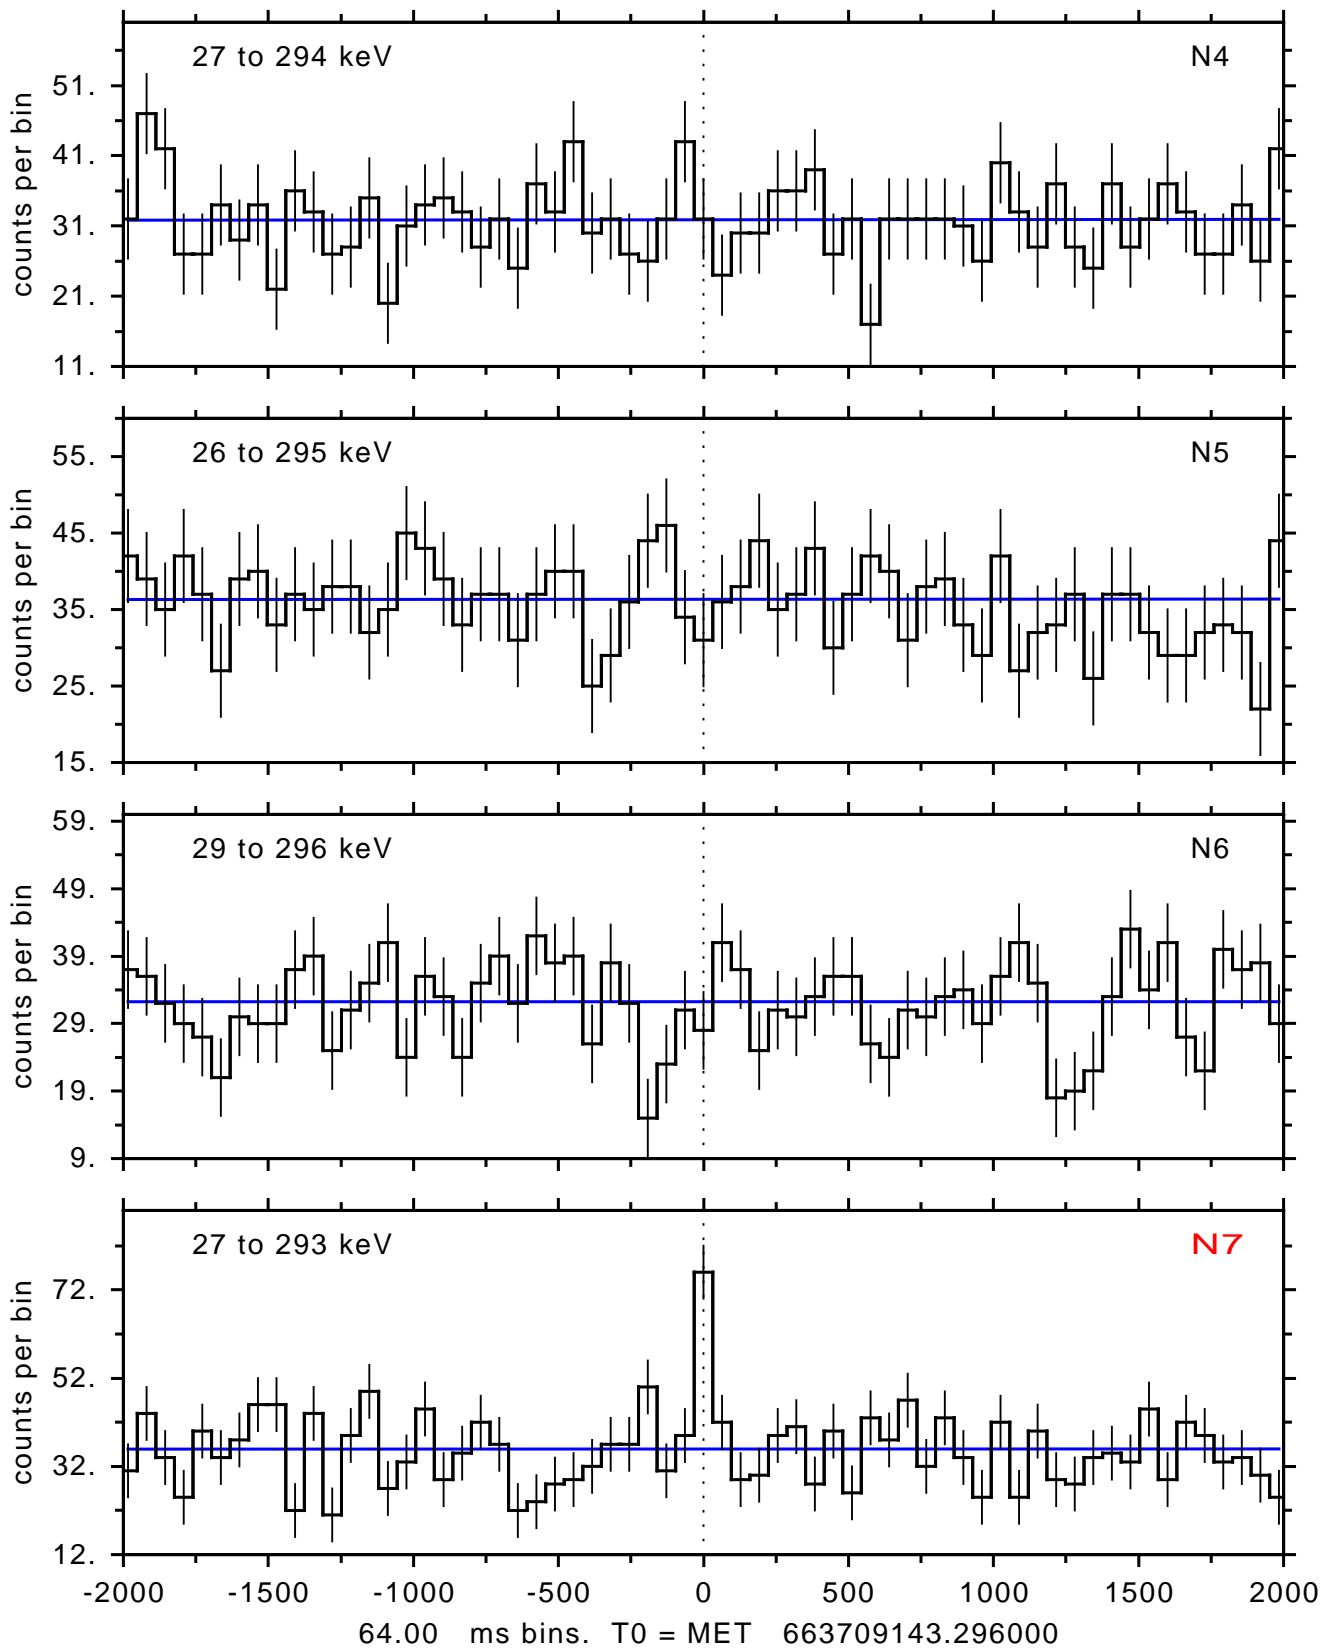 27 to 294 keV N4
counts per bin
51.
41.
31.
21.
11.
26 to 295 keV N5
counts per bin
55.
45.
35.
25.
15.
29 to 296 keV N6
counts per bin
59.
49.
39.
29.
19.
9.
27 to 293 keV N7
counts per bin
72.
52.
32.
12.
-2000 -1500 -1000 -500 0 500 1000 1500 2000
64.00 ms bins. T0 = MET 663709143.296000